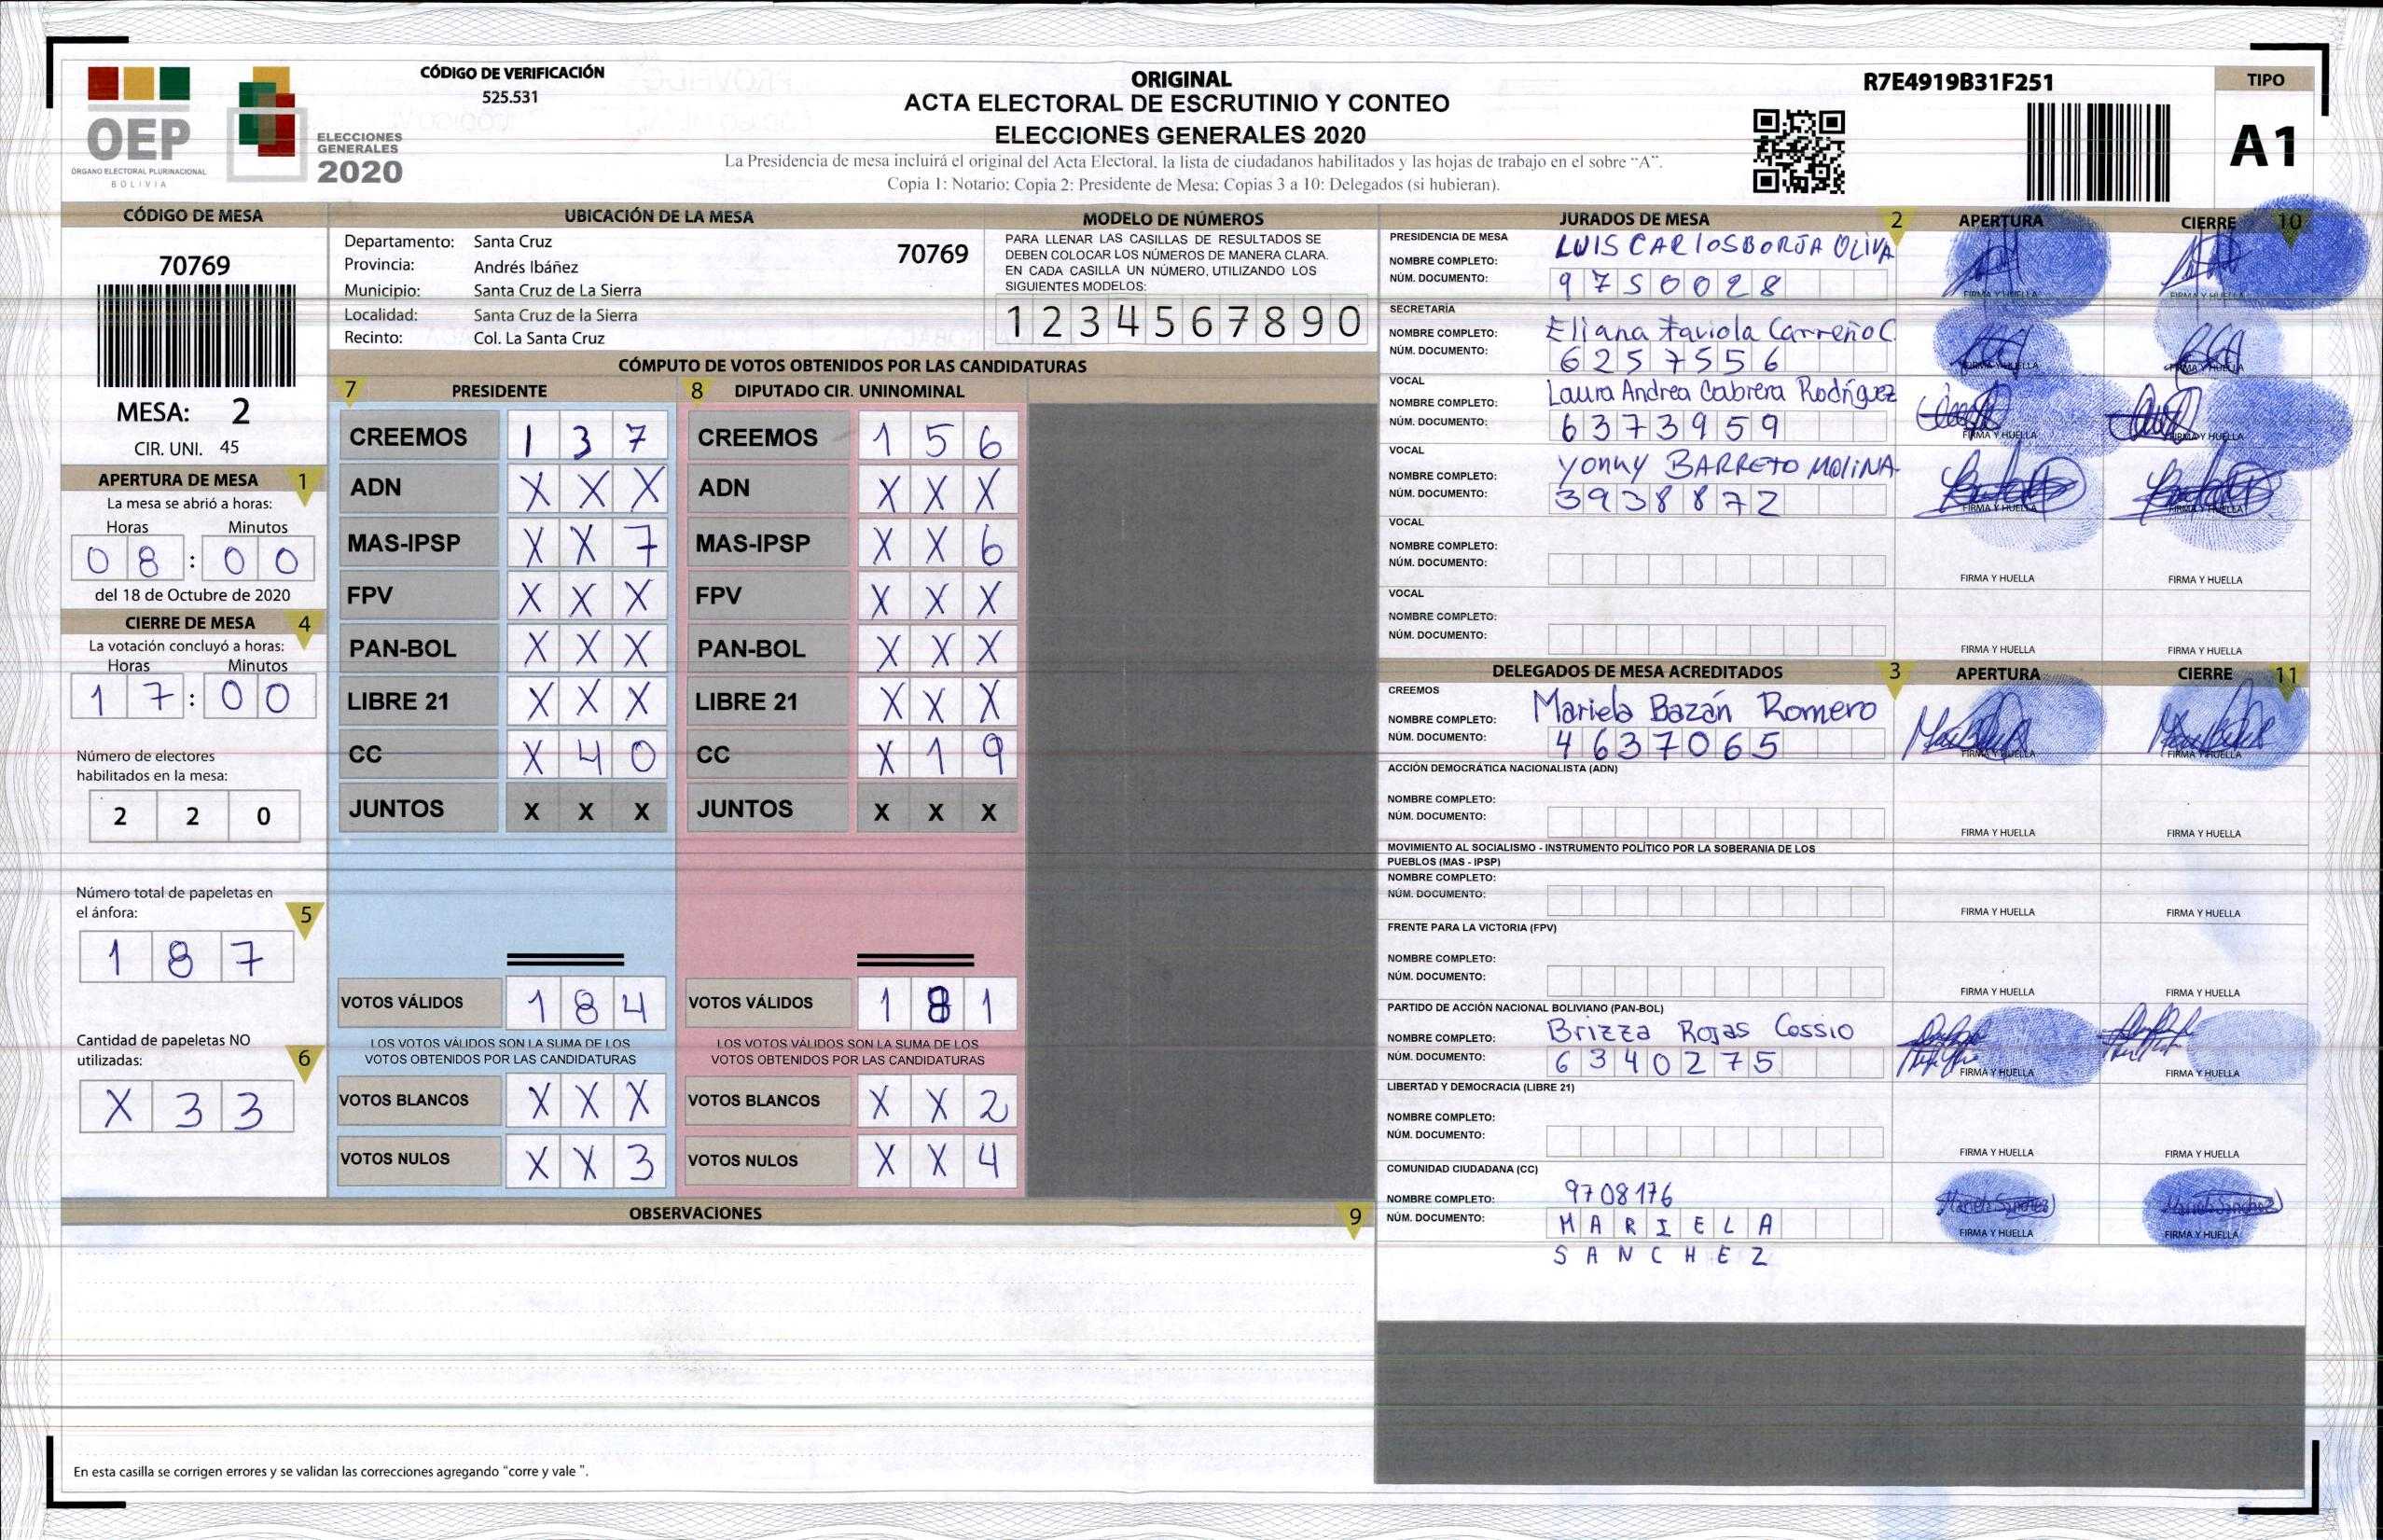 OEP
ÓRGANO ELECTORAL PLURINACIONAL
BOLIVIA
ELECCIONES
GENERALES
2020
CÓDIGO DE VERIFICACIÓN
525.531
ORIGINAL
ACTA ELECTORAL DE ESCRUTINIO Y CONTEO
ELECCIONES GENERALES 2020
La Presidencia de mesa incluirá el original del Acta Electoral, la lista de ciudadanos habilitados y las hojas de trabajo en el sobre “A”.
Copia 1: Notario; Copia 2: Presidente de Mesa; Copias 3 a 10: Delegados (si hubieran).
R7E4919B31F251
TIPO
A1
CÓDIGO DE MESA
70769
MESA: 2
CIR. UNI. 45
APERTURA DE MESA 1
La mesa se abrió a horas:
Horas Minutos
0 8 : 0 0
del 18 de Octubre de 2020
CIERRE DE MESA 4
La votación concluyó a horas:
Horas Minutos
1 7 : 0 0
Número de electores
habilitados en la mesa:
2 2 0
Número total de papeletas en
el ánfora: 5
1 8 7
Cantidad de papeletas NO
utilizadas: 6
X 3 3
UBICACIÓN DE LA MESA
Departamento: Santa Cruz 70769
Provincia: Andrés Ibáñez
Municipio: Santa Cruz de La Sierra
Localidad: Santa Cruz de la Sierra
Recinto: Col. La Santa Cruz
MODELO DE NÚMEROS
PARA LLENAR LAS CASILLAS DE RESULTADOS SE
DEBEN COLOCAR LOS NÚMEROS DE MANERA CLARA.
EN CADA CASILLA UN NÚMERO, UTILIZANDO LOS
SIGUIENTES MODELOS:
1 2 3 4 5 6 7 8 9 0
CÓMPUTO DE VOTOS OBTENIDOS POR LAS CANDIDATURAS
7 PRESIDENTE
CREEMOS 1 3 7
ADN X X X
MAS-IPSP X X 7
FPV X X X
PAN-BOL X X X
LIBRE 21 X X X
CC X 4 0
JUNTOS X X X
VOTOS VÁLIDOS 1 8 4
LOS VOTOS VÁLIDOS SON LA SUMA DE LOS
VOTOS OBTENIDOS POR LAS CANDIDATURAS
VOTOS BLANCOS X X X
VOTOS NULOS X X 3
8 DIPUTADO CIR. UNINOMINAL
CREEMOS 1 5 6
ADN X X X
MAS-IPSP X X 6
FPV X X X
PAN-BOL X X X
LIBRE 21 X X X
CC X 1 9
JUNTOS X X X
VOTOS VÁLIDOS 1 8 1
LOS VOTOS VÁLIDOS SON LA SUMA DE LOS
VOTOS OBTENIDOS POR LAS CANDIDATURAS
VOTOS BLANCOS X X 2
VOTOS NULOS X X 4
OBSERVACIONES 9
En esta casilla se corrigen errores y se validan las correcciones agregando “corre y vale ”.
JURADOS DE MESA 2 APERTURA CIERRE 10
PRESIDENCIA DE MESA
NOMBRE COMPLETO: LUIS CARLOS BORJA OLIVA
NÚM. DOCUMENTO: 9 7 5 0 0 2 8
FIRMA Y HUELLA FIRMA Y HUELLA
SECRETARÍA
NOMBRE COMPLETO: Eliana Faviola Carreño C.
NÚM. DOCUMENTO: 6 2 5 7 5 5 6
FIRMA Y HUELLA FIRMA Y HUELLA
VOCAL
NOMBRE COMPLETO: Laura Andrea Cabrera Rodríguez
NÚM. DOCUMENTO: 6 3 7 3 9 5 9
FIRMA Y HUELLA FIRMA Y HUELLA
VOCAL
NOMBRE COMPLETO: YONNY BARRETO MOLINA
NÚM. DOCUMENTO: 3 9 3 8 8 7 2
FIRMA Y HUELLA FIRMA Y HUELLA
VOCAL
NOMBRE COMPLETO:
NÚM. DOCUMENTO:
FIRMA Y HUELLA FIRMA Y HUELLA
VOCAL
NOMBRE COMPLETO:
NÚM. DOCUMENTO:
FIRMA Y HUELLA FIRMA Y HUELLA
DELEGADOS DE MESA ACREDITADOS 3 APERTURA CIERRE 11
CREEMOS
NOMBRE COMPLETO: Mariela Bazán Romero
NÚM. DOCUMENTO: 4 6 3 7 0 6 5
FIRMA Y HUELLA FIRMA Y HUELLA
ACCIÓN DEMOCRÁTICA NACIONALISTA (ADN)
NOMBRE COMPLETO:
NÚM. DOCUMENTO:
FIRMA Y HUELLA FIRMA Y HUELLA
MOVIMIENTO AL SOCIALISMO - INSTRUMENTO POLÍTICO POR LA SOBERANIA DE LOS
PUEBLOS (MAS - IPSP)
NOMBRE COMPLETO:
NÚM. DOCUMENTO:
FIRMA Y HUELLA FIRMA Y HUELLA
FRENTE PARA LA VICTORIA (FPV)
NOMBRE COMPLETO:
NÚM. DOCUMENTO:
FIRMA Y HUELLA FIRMA Y HUELLA
PARTIDO DE ACCIÓN NACIONAL BOLIVIANO (PAN-BOL)
NOMBRE COMPLETO: Brizza Rojas Cossio
NÚM. DOCUMENTO: 6 3 4 0 2 7 5
FIRMA Y HUELLA FIRMA Y HUELLA
LIBERTAD Y DEMOCRACIA (LIBRE 21)
NOMBRE COMPLETO:
NÚM. DOCUMENTO:
FIRMA Y HUELLA FIRMA Y HUELLA
COMUNIDAD CIUDADANA (CC)
NOMBRE COMPLETO: 9708176
NÚM. DOCUMENTO: M A R I E L A
S A N C H E Z
Mariela Sanchez Mariela Sanchez
FIRMA Y HUELLA FIRMA Y HUELLA